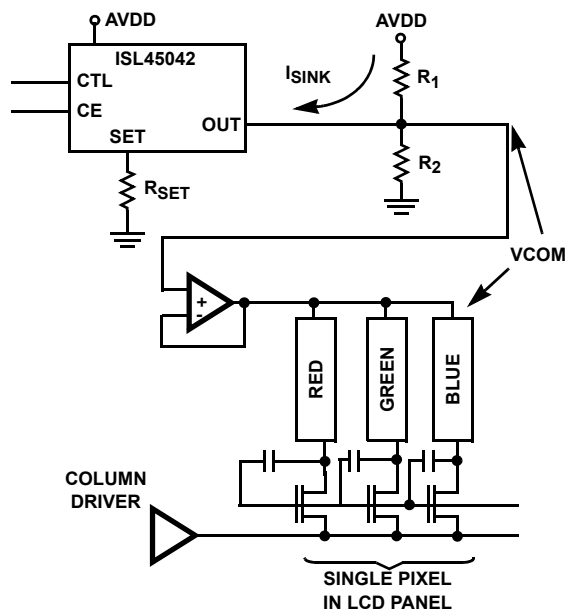 AVDD
ISL45042
CTL
CE
SET
OUT
RSET
ISINK
AVDD
R1
R2
VCOM
+
-
RED
GREEN
BLUE
COLUMN
DRIVER
SINGLE PIXEL
IN LCD PANEL